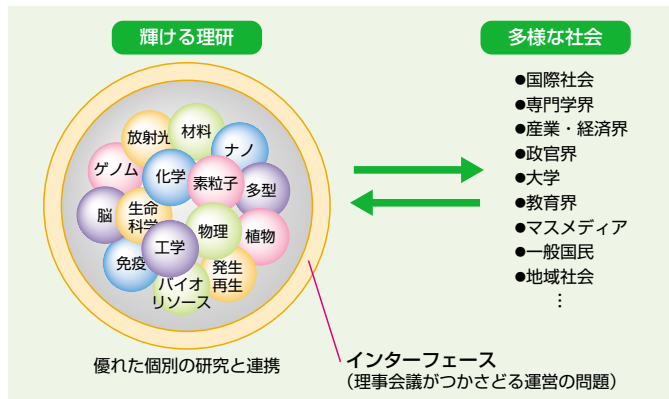 輝ける理研
多様な社会
放射光
材料
ナノ
ゲノム
化学
素粒子
多型
脳
生命
科学
物理
植物
工学
免疫
発生
再生
バイオ
リソース
●国際社会
●専門学界
●産業・経済界
●政官界
●大学
●教育界
●マスメディア
●一般国民
●地域社会
⋮
優れた個別の研究と連携
インターフェース
（理事会議がつかさどる運営の問題）